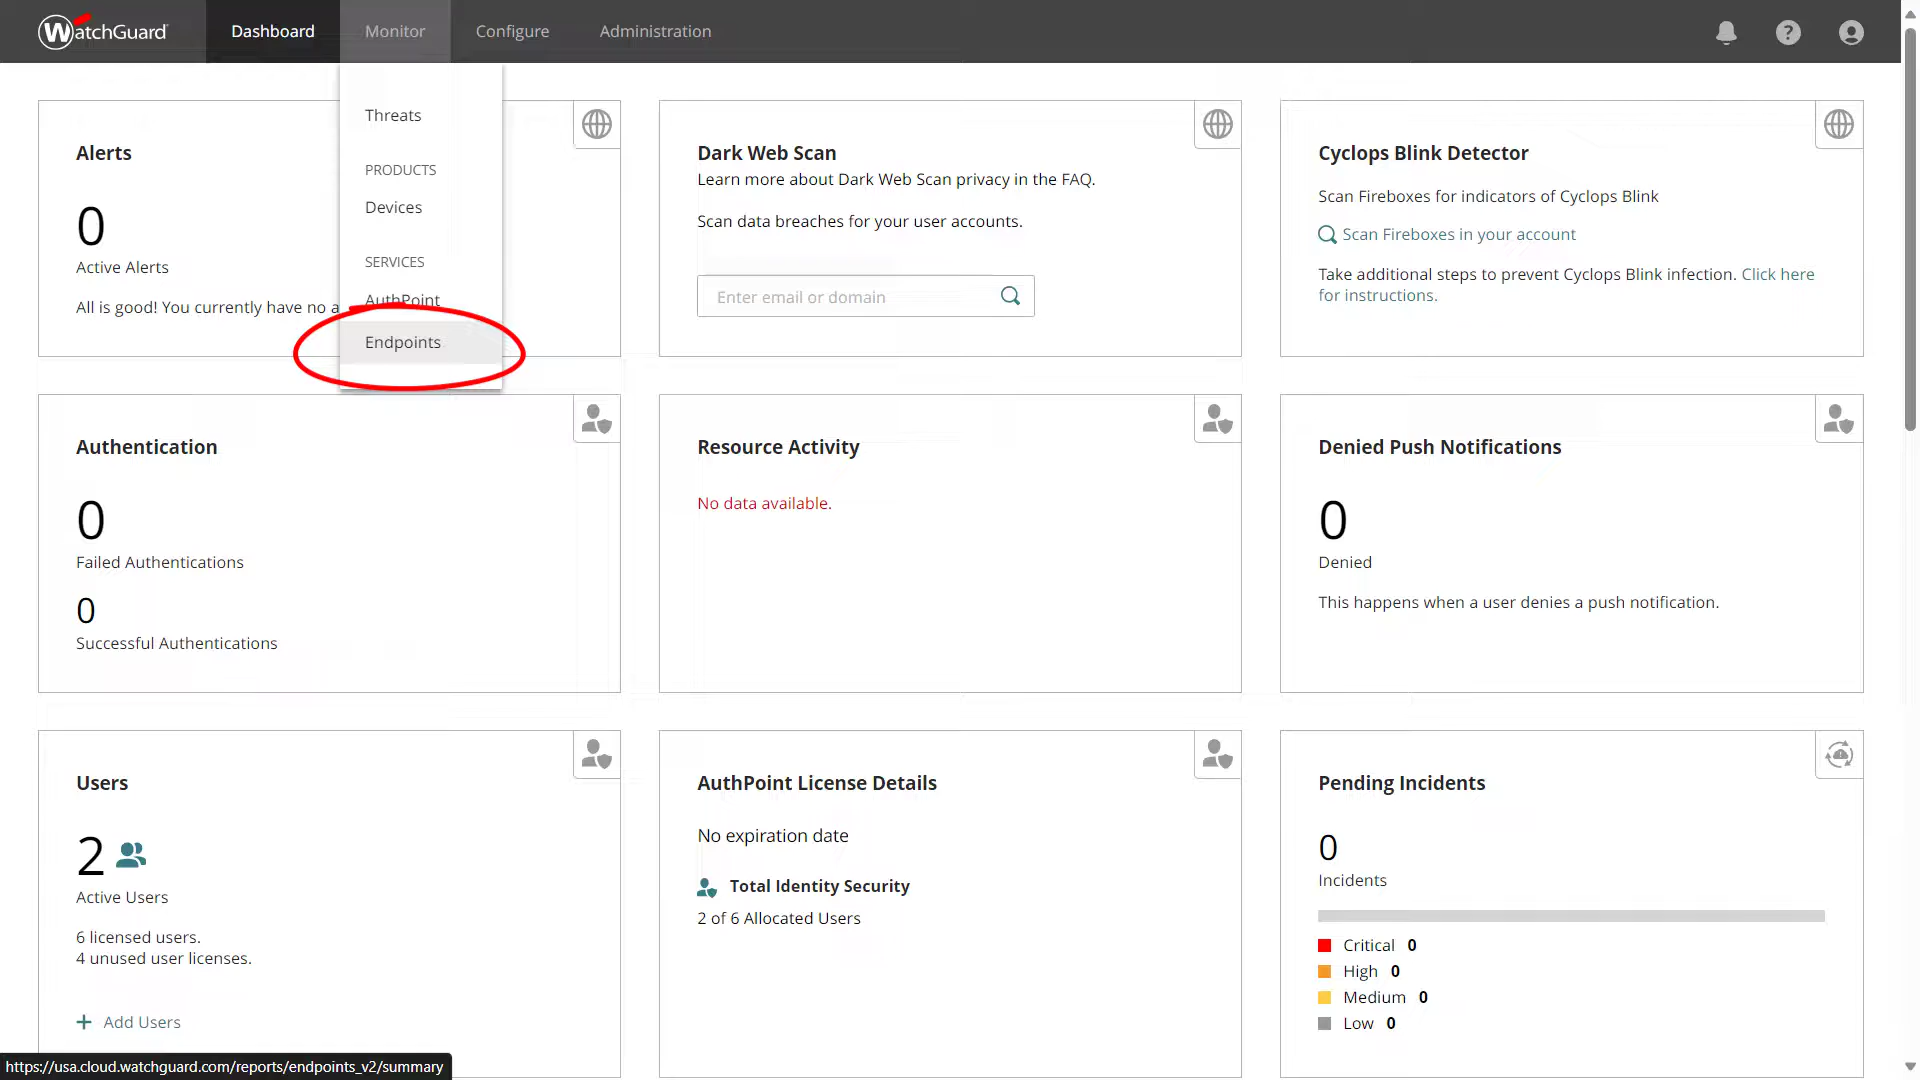 WatchGuard
Dashboard
Monitor
Configure
Administration
Threats
PRODUCTS
Devices
SERVICES
AuthPoint
Endpoints
Alerts
0
Active Alerts
All is good! You currently have no a
Dark Web Scan
Learn more about Dark Web Scan privacy in the FAQ.
Scan data breaches for your user accounts.
Enter email or domain
Cyclops Blink Detector
Scan Fireboxes for indicators of Cyclops Blink
Scan Fireboxes in your account
Take additional steps to prevent Cyclops Blink infection. Click here
for instructions.
Authentication
0
Failed Authentications
0
Successful Authentications
Resource Activity
No data available.
Denied Push Notifications
0
Denied
This happens when a user denies a push notification.
Users
2
Active Users
6 licensed users.
4 unused user licenses.
+ Add Users
AuthPoint License Details
No expiration date
Total Identity Security
2 of 6 Allocated Users
Pending Incidents
0
Incidents
Critical 0
High 0
Medium 0
Low 0
https://usa.cloud.watchguard.com/reports/endpoints_v2/summary